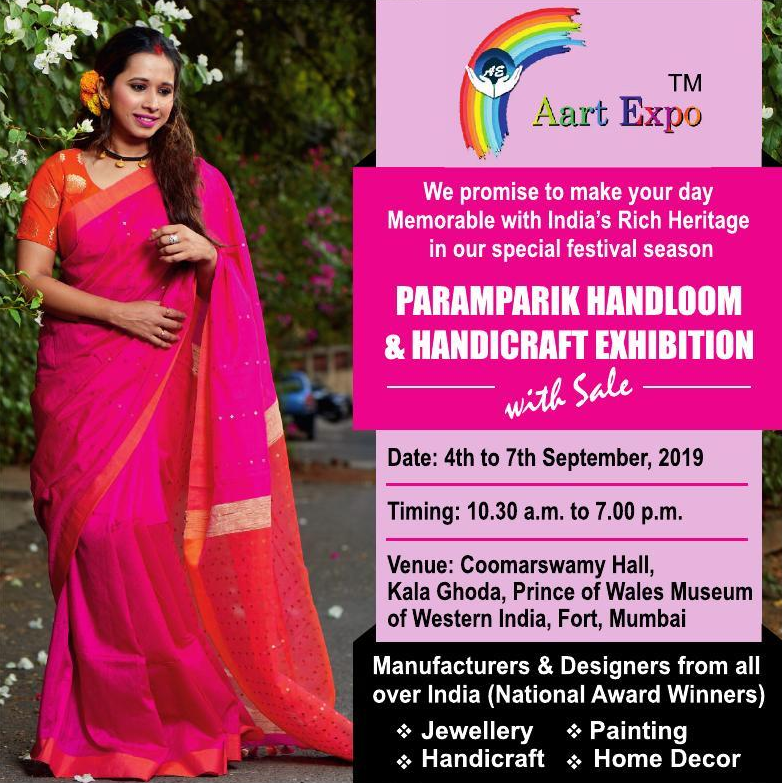 AE
TM
Aart Expo
We promise to make your day
Memorable with India's Rich Heritage
in our special festival season
PARAMPARIK HANDLOOM
& HANDICRAFT EXHIBITION
with Sale
Date: 4th to 7th September, 2019
Timing: 10.30 a.m. to 7.00 p.m.
Venue: Coomarswamy Hall,
Kala Ghoda, Prince of Wales Museum
of Western India, Fort, Mumbai
Manufacturers & Designers from all
over India (National Award Winners)
❖ Jewellery ❖ Painting
❖ Handicraft ❖ Home Decor